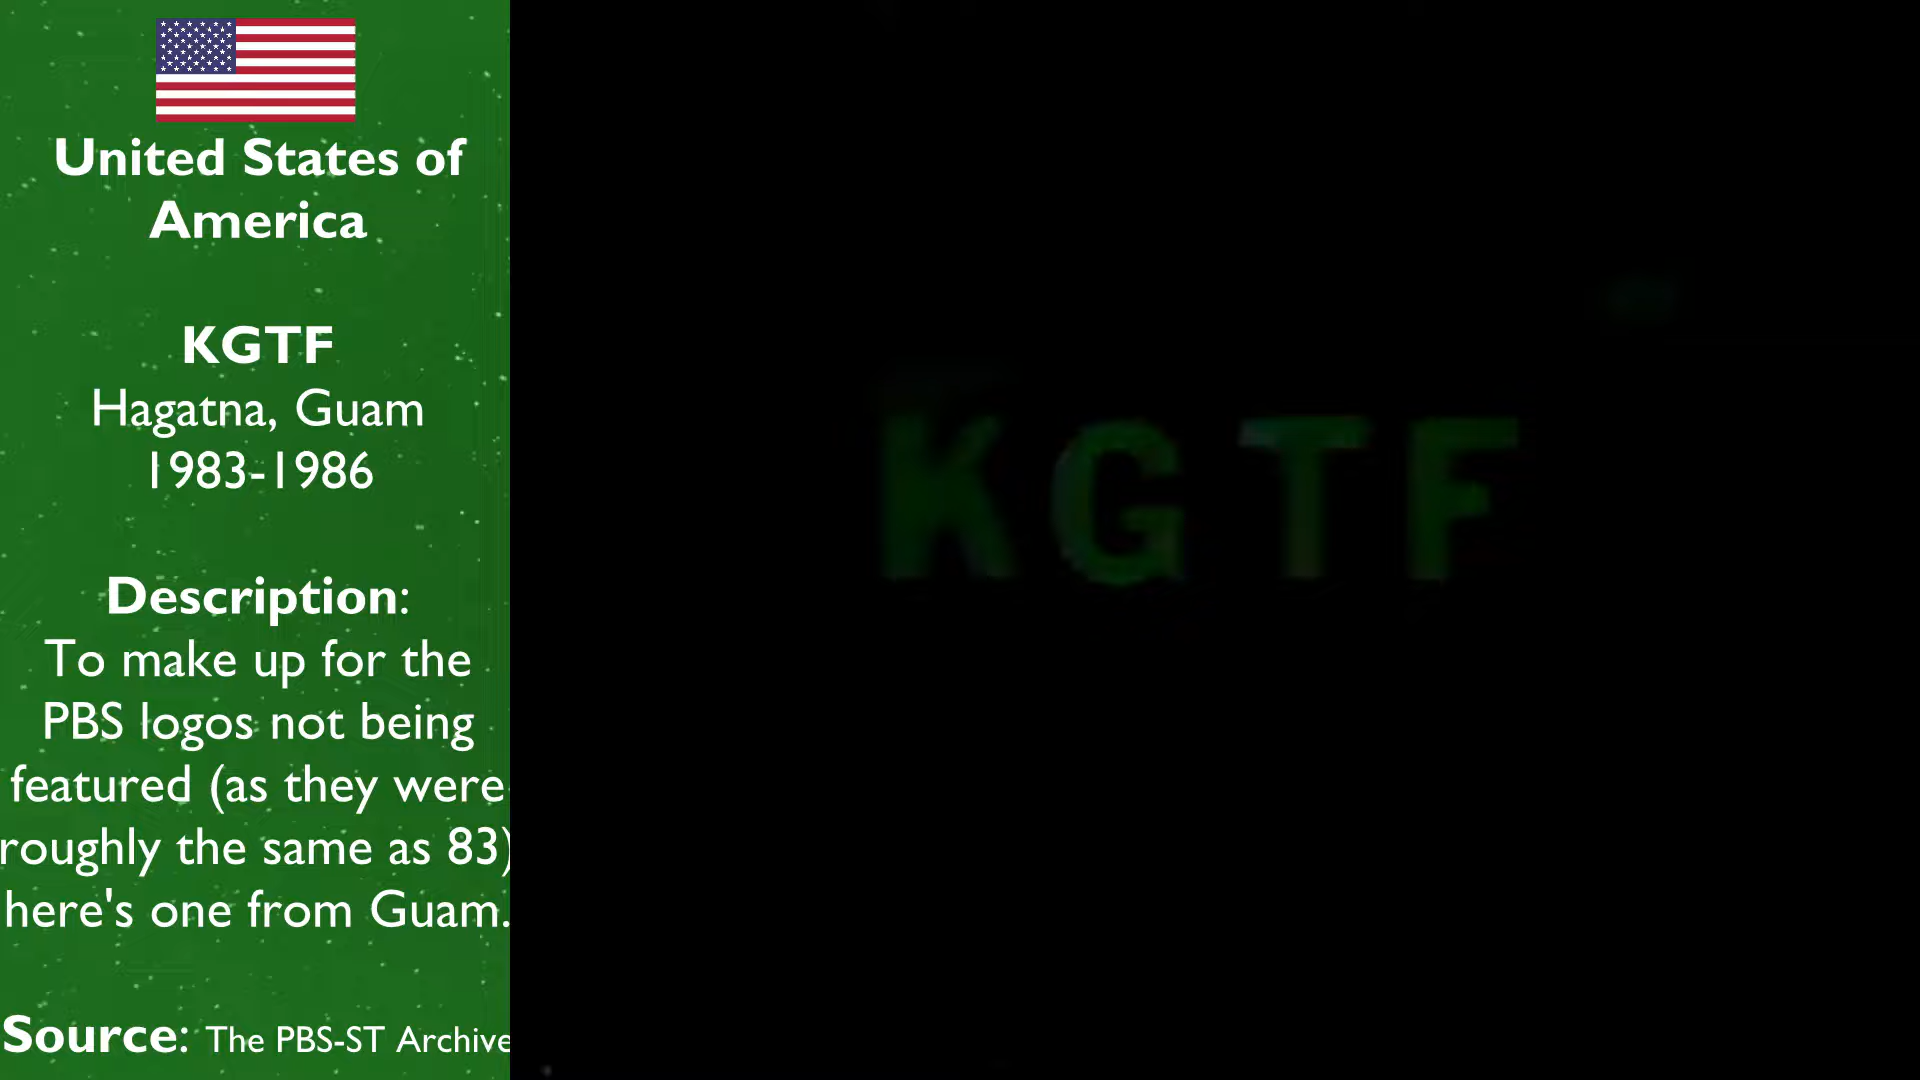 United States of
America
KGTF
Hagatna, Guam
1983-1986
Description:
To make up for the
PBS logos not being
featured (as they were
roughly the same as 83)
here's one from Guam.
Source: The PBS-ST Archive
KGTF